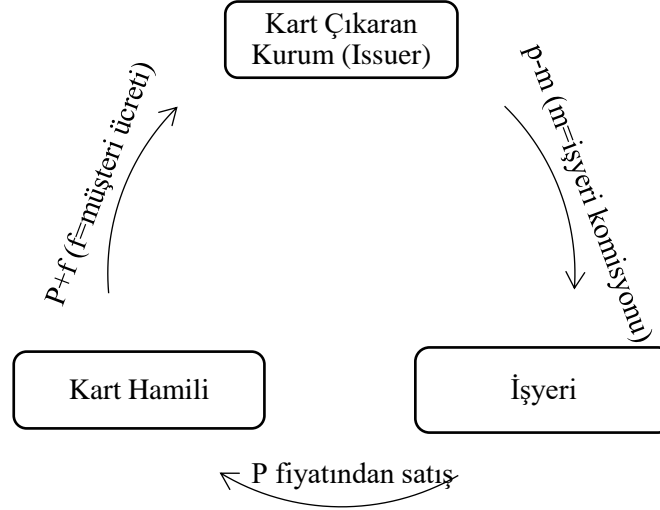 Kart Çıkaran
Kurum (Issuer)
P+f (f=müşteri ücreti)
p-m (m=işyeri komisyonu)
Kart Hamili
İşyeri
P fiyatından satış